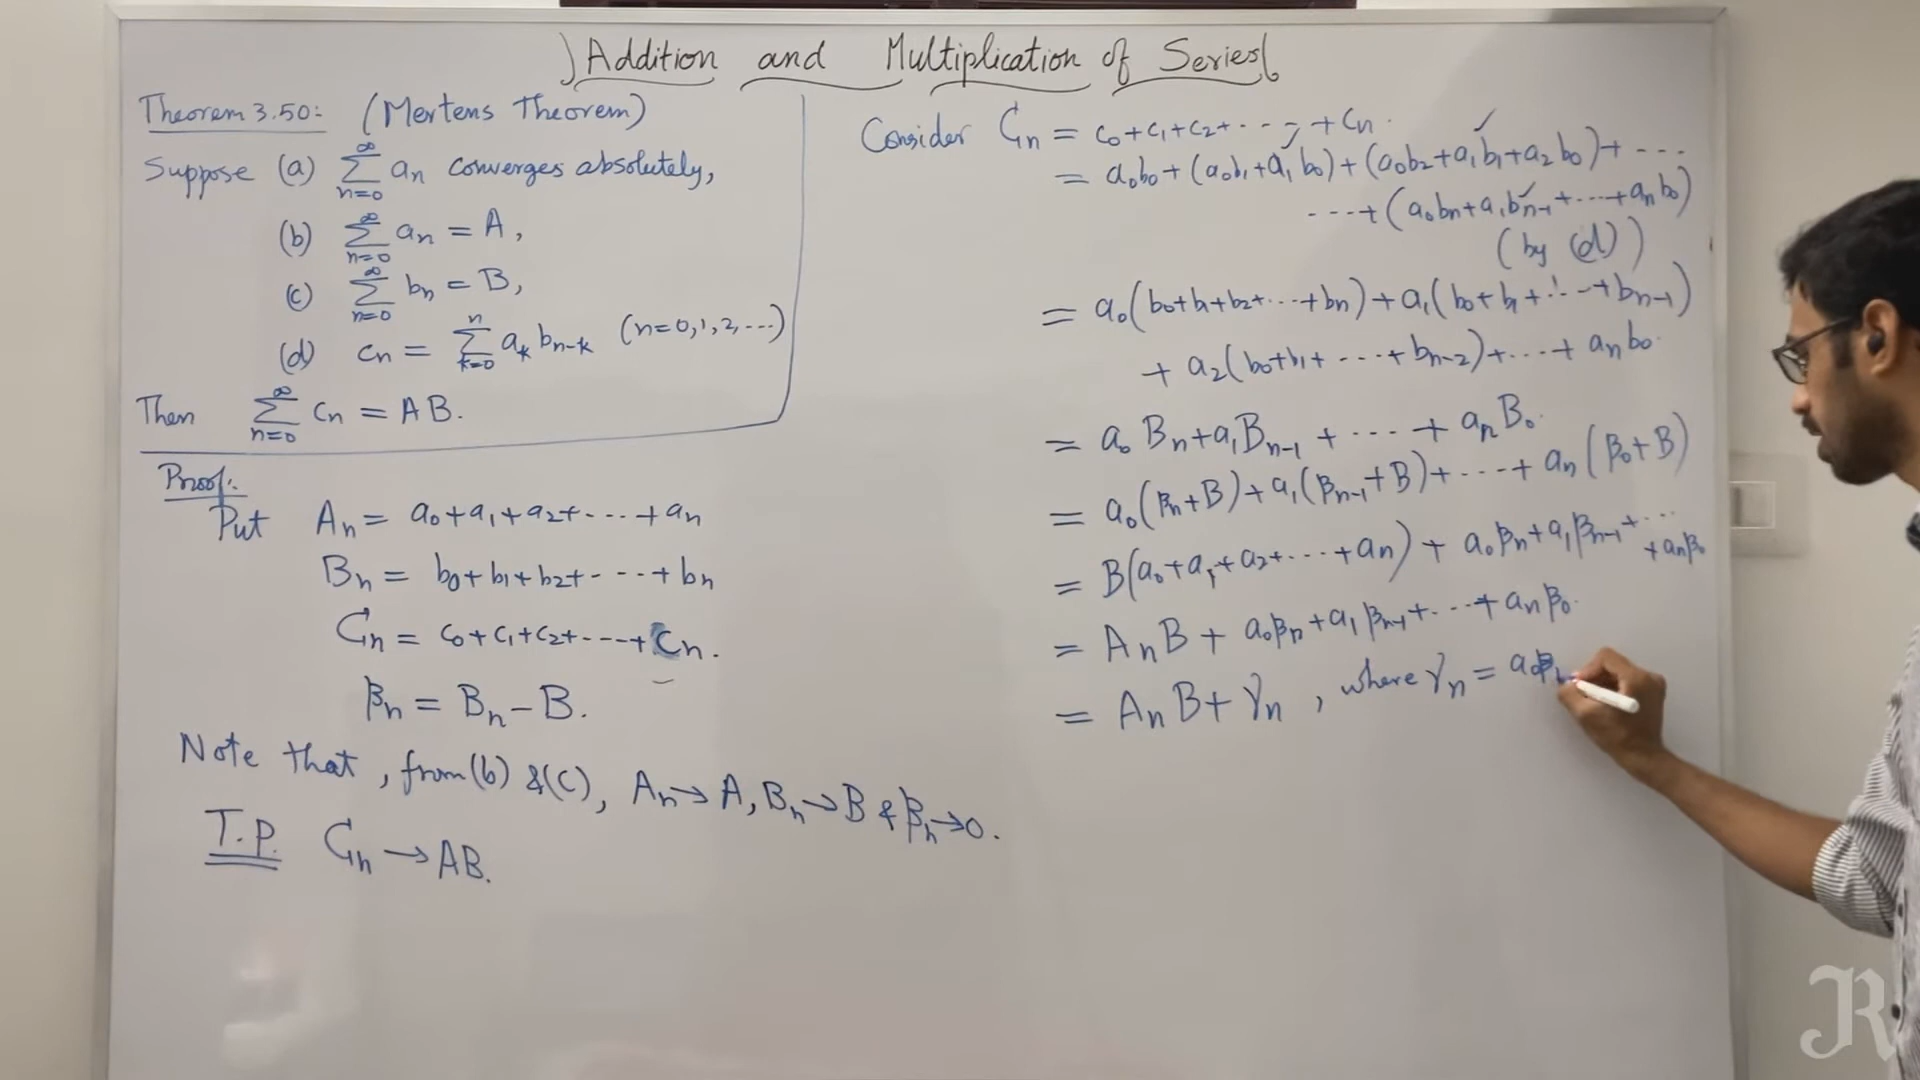 Addition and Multiplication of Series
Theorem 3.50: (Mertens Theorem)
Suppose (a) ∑_{n=0}^{∞} aₙ converges absolutely,
(b) ∑_{n=0}^{∞} aₙ = A,
(c) ∑_{n=0}^{∞} bₙ = B,
(d) cₙ = ∑_{k=0}^{n} a_k b_{n-k} (n=0,1,2,...)
Then ∑_{n=0}^{∞} cₙ = AB.
Proof:
Put Aₙ = a₀+a₁+a₂+...+aₙ
Bₙ = b₀+b₁+b₂+...+bₙ
Cₙ = c₀+c₁+c₂+...+cₙ.
βₙ = Bₙ-B.
Note that, from (b) &(c), Aₙ→A, Bₙ→B & βₙ→0.
T.P. Cₙ → AB.
Consider Cₙ = c₀+c₁+c₂+...+cₙ.
= a₀b₀+(a₀b₁+a₁b₀)+(a₀b₂+a₁b₁+a₂b₀)+...
...+(a₀bₙ+a₁b_{n-1}+...+aₙb₀)
(by (d))
= a₀(b₀+b₁+b₂+...+bₙ)+a₁(b₀+b₁+...+b_{n-1})
+ a₂(b₀+b₁+...+b_{n-2})+...+aₙb₀.
= a₀Bₙ+a₁B_{n-1}+...+aₙB₀.
= a₀(βₙ+B)+a₁(β_{n-1}+B)+...+aₙ(β₀+B)
= B(a₀+a₁+a₂+...+aₙ)+a₀βₙ+a₁β_{n-1}+...+aₙβ₀
= AₙB+a₀βₙ+a₁β_{n-1}+...+aₙβ₀.
= AₙB+γₙ, where γₙ = a₀β
R